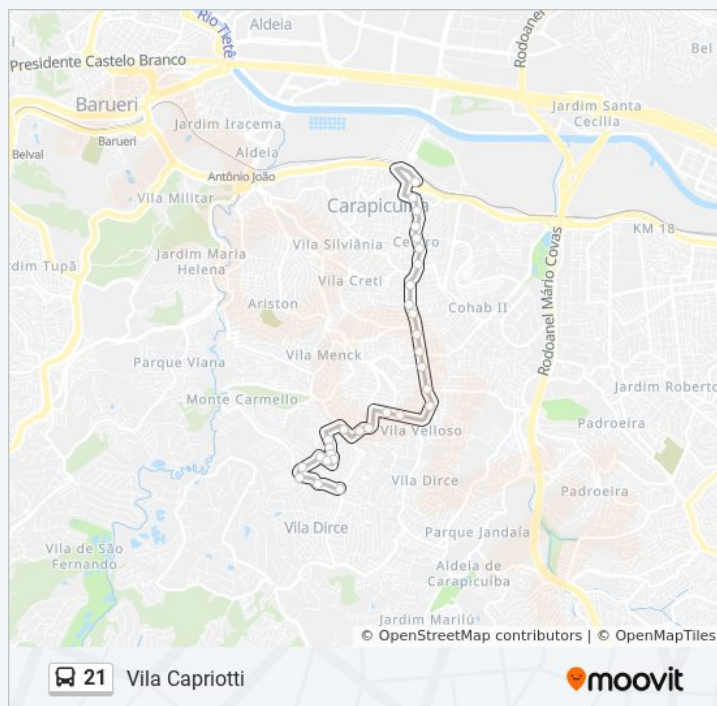 Rio Tietê
Aldeia
Presidente Castelo Branco
Rodoanel
Bel
Barueri
Jardim Santa
Cecília
Jardim Iracema
Barueri
Belval
Aldeia
Antônio João
Vila Militar
Carapicuíba
KM 18
Vila Silviânia
Centro
Jardim Maria
Helena
rdim Tupã
Vila Creti
Ariston
Cohab II
Rodoanel Mário Covas
Vila Menck
Parque Viana
Jardim Roberto
Monte Carmello
Padroeira
Vila Velloso
Vila Dirce
Padroeira
Vila Dirce
Parque Jandaía
Vila de São
Fernando
Aldeia de
Carapicuíba
Jardim Marilú
© OpenStreetMap contributors | © OpenMapTiles
21 Vila Capriotti
moovit